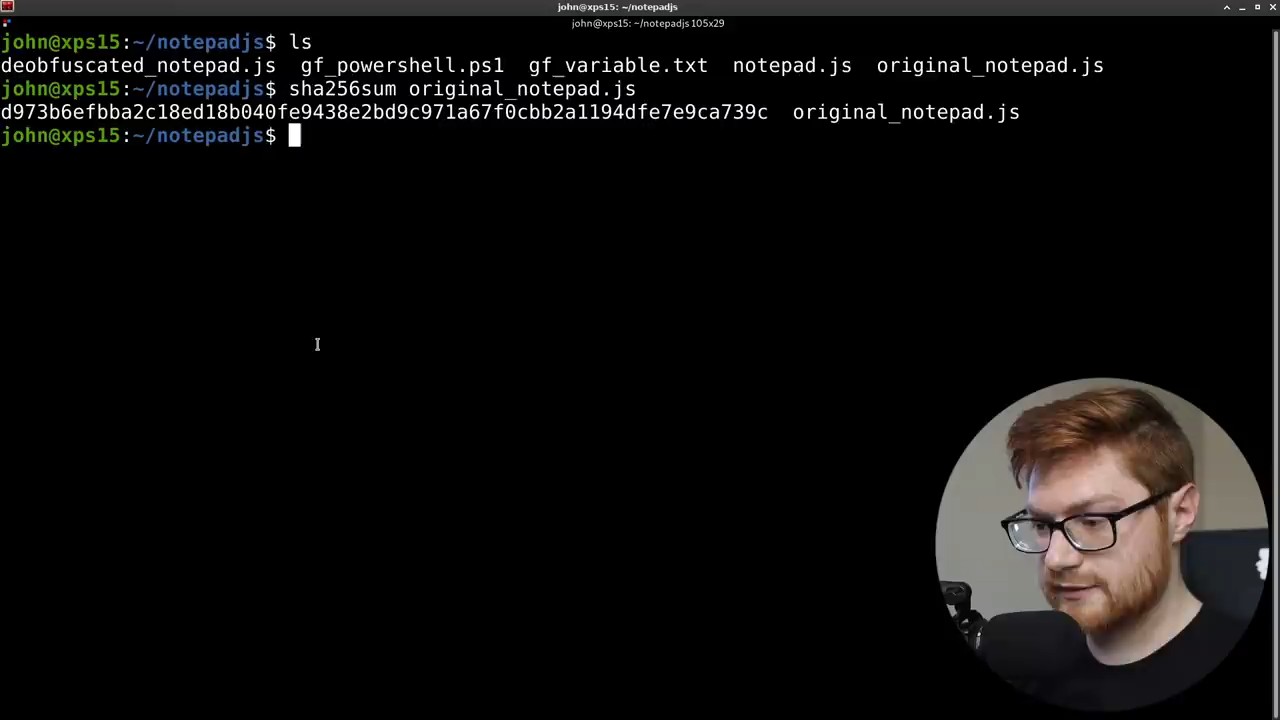 john@xps15: ~/notepadjs
john@xps15: ~/notepadjs 105x29
john@xps15:~/notepadjs$ ls
deobfuscated_notepad.js gf_powershell.ps1 gf_variable.txt notepad.js original_notepad.js
john@xps15:~/notepadjs$ sha256sum original_notepad.js
d973b6efbba2c18ed18b040fe9438e2bd9c971a67f0cbb2a1194dfe7e9ca739c original_notepad.js
john@xps15:~/notepadjs$